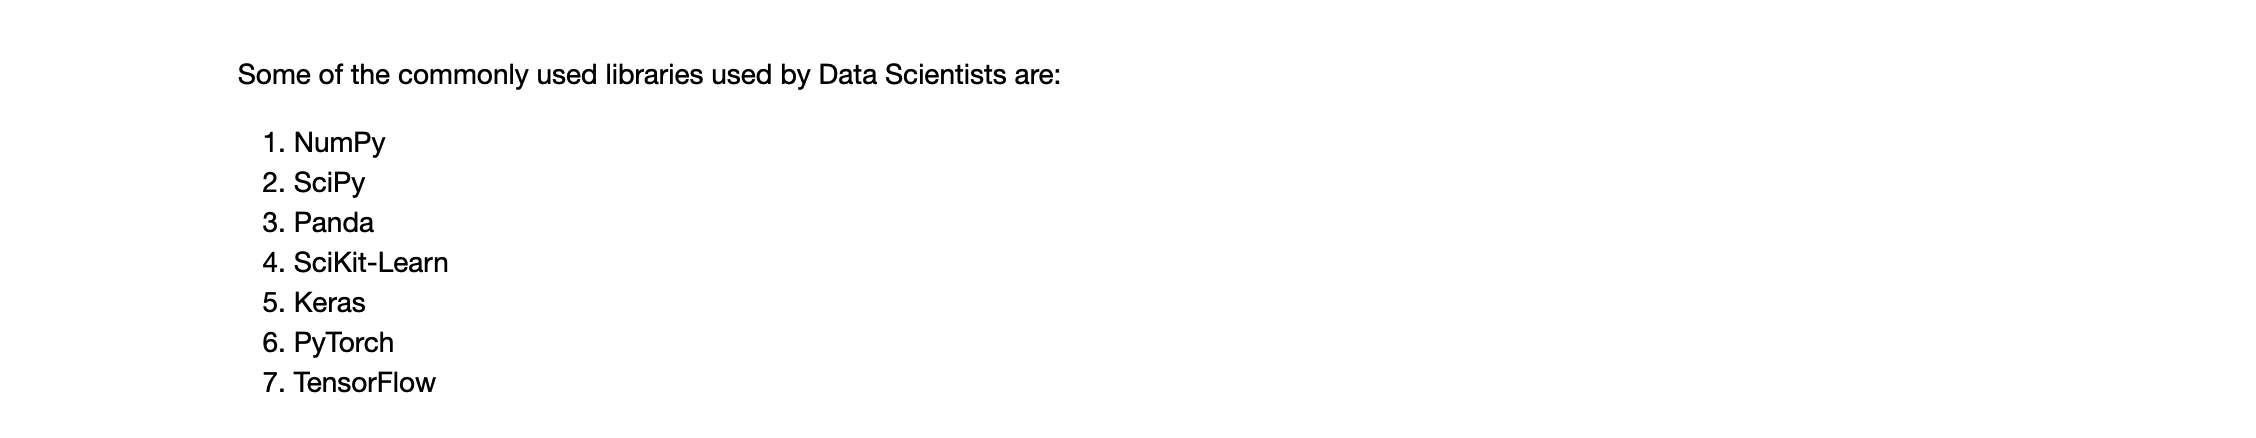 Some of the commonly used libraries used by Data Scientists are:
1. NumPy
2. SciPy
3. Panda
4. SciKit-Learn
5. Keras
6. PyTorch
7. TensorFlow